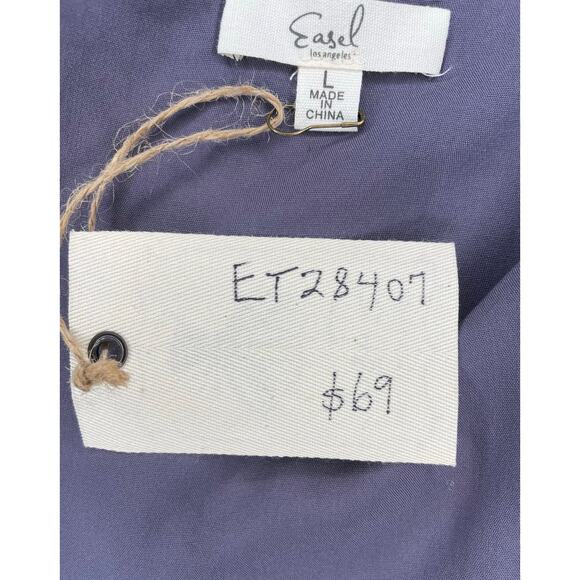 Easel
los angeles
L
MADE
IN
CHINA
ET28407
$69